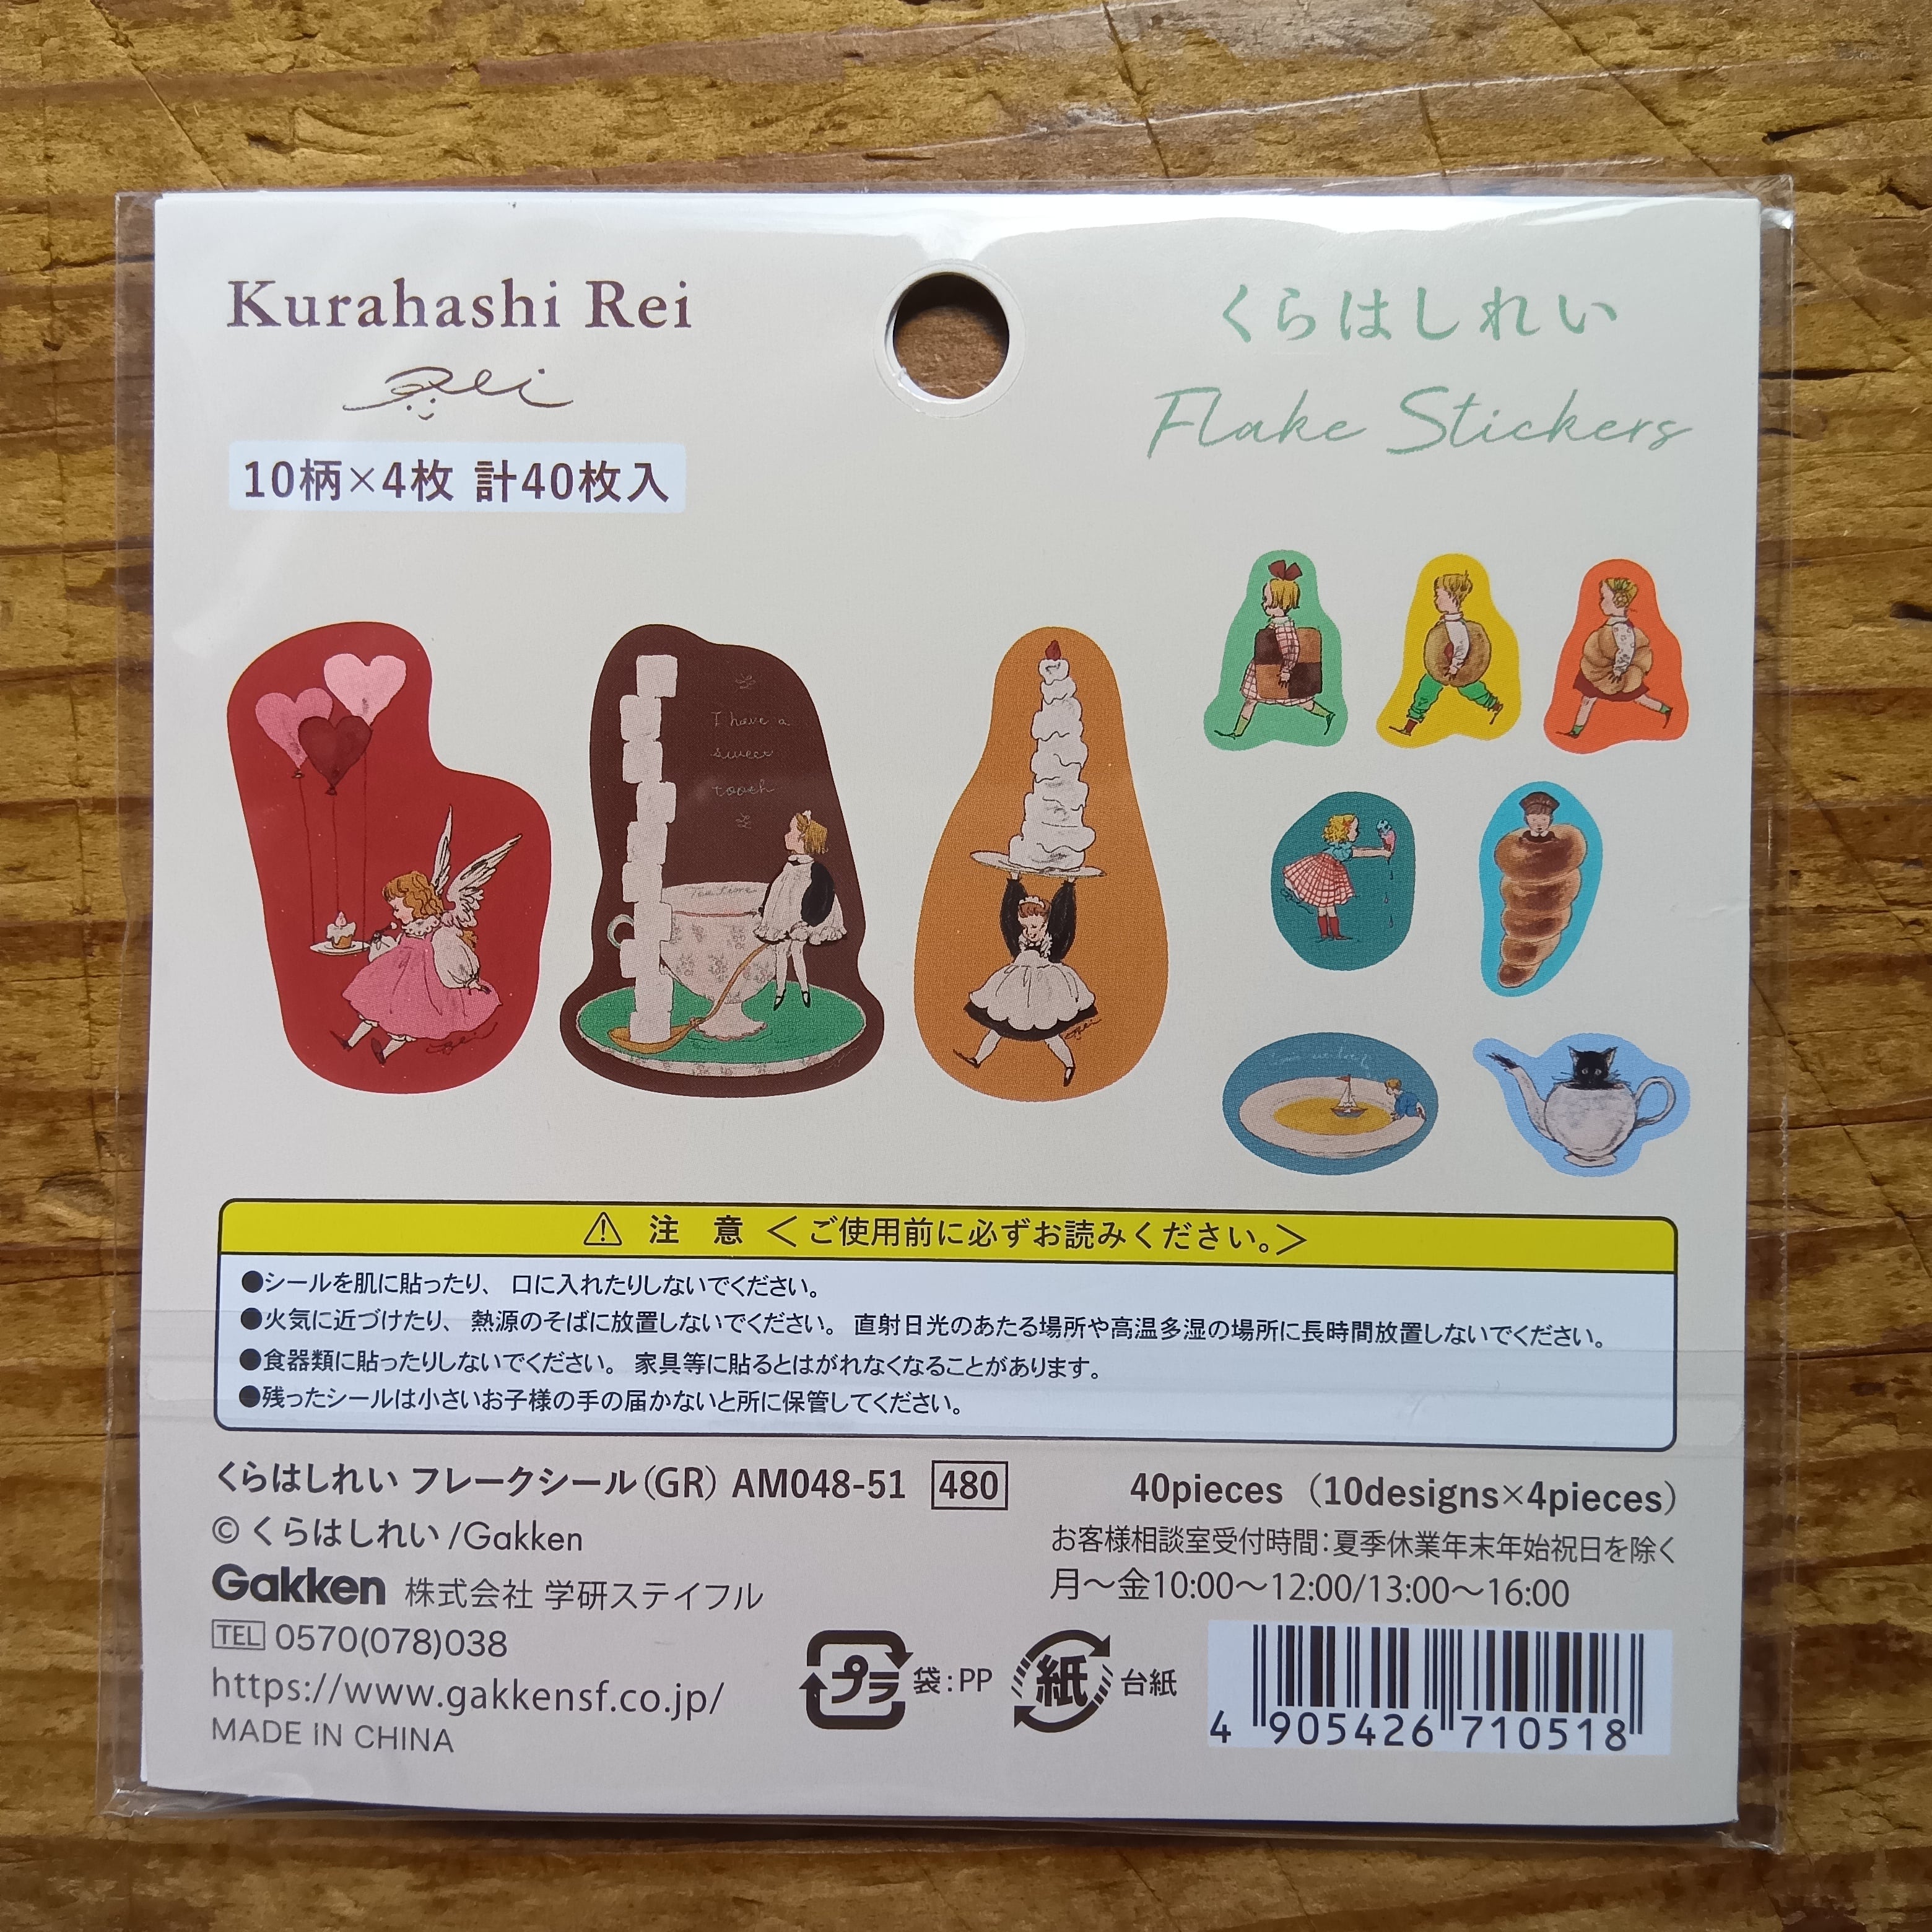 Kurahashi Rei
Rei
10柄×4枚 計40枚入
くらはしれい
Flake Stickers
I have a
sweet
tooth
Tea time
Rei
Rei
⚠ 注 意 ＜ご使用前に必ずお読みください。＞
●シールを肌に貼ったり、 口に入れたりしないでください。
●火気に近づけたり、 熱源のそばに放置しないでください。 直射日光のあたる場所や高温多湿の場所に長時間放置しないでください。
●食器類に貼ったりしないでください。 家具等に貼るとはがれなくなることがあります。
●残ったシールは小さいお子様の手の届かないと所に保管してください。
くらはしれい フレークシール（GR） AM048-51 480
© くらはしれい /Gakken
Gakken 株式会社 学研ステイフル
TEL 0570(078)038
https://www.gakkensf.co.jp/
MADE IN CHINA
40pieces （10designs×4pieces）
お客様相談室受付時間：夏季休業年末年始祝日を除く
月～金10:00～12:00/13:00～16:00
プラ 袋：PP 紙 台紙
4 905426 710518